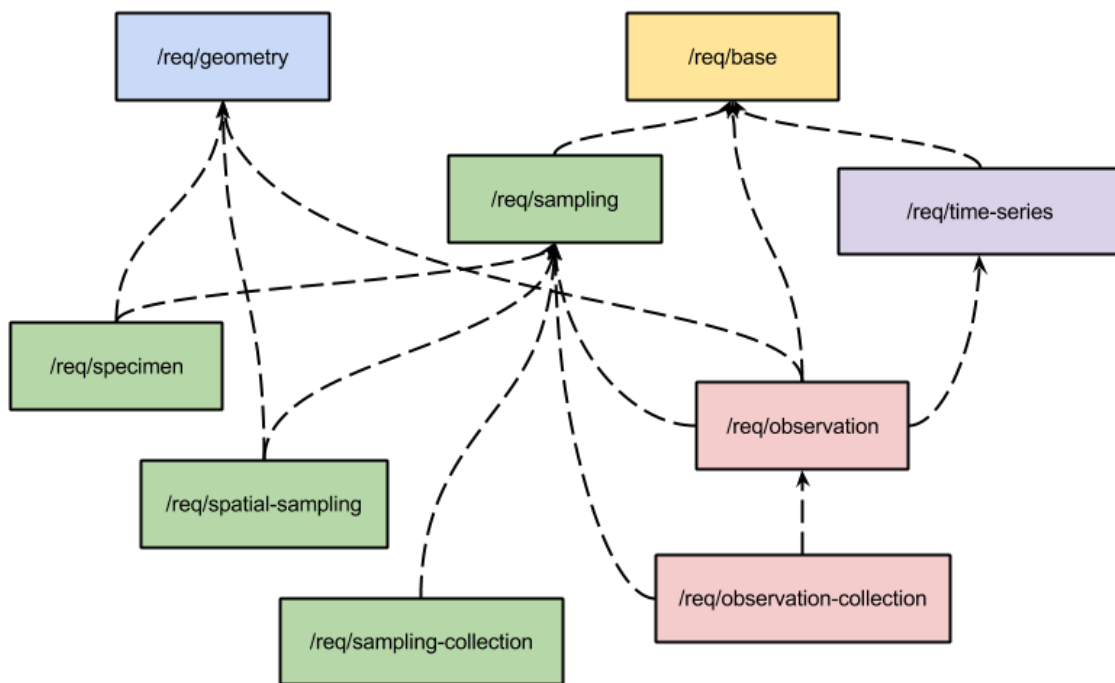 /req/geometry
/req/base
/req/sampling
/req/time-series
/req/specimen
/req/observation
/req/spatial-sampling
/req/observation-collection
/req/sampling-collection